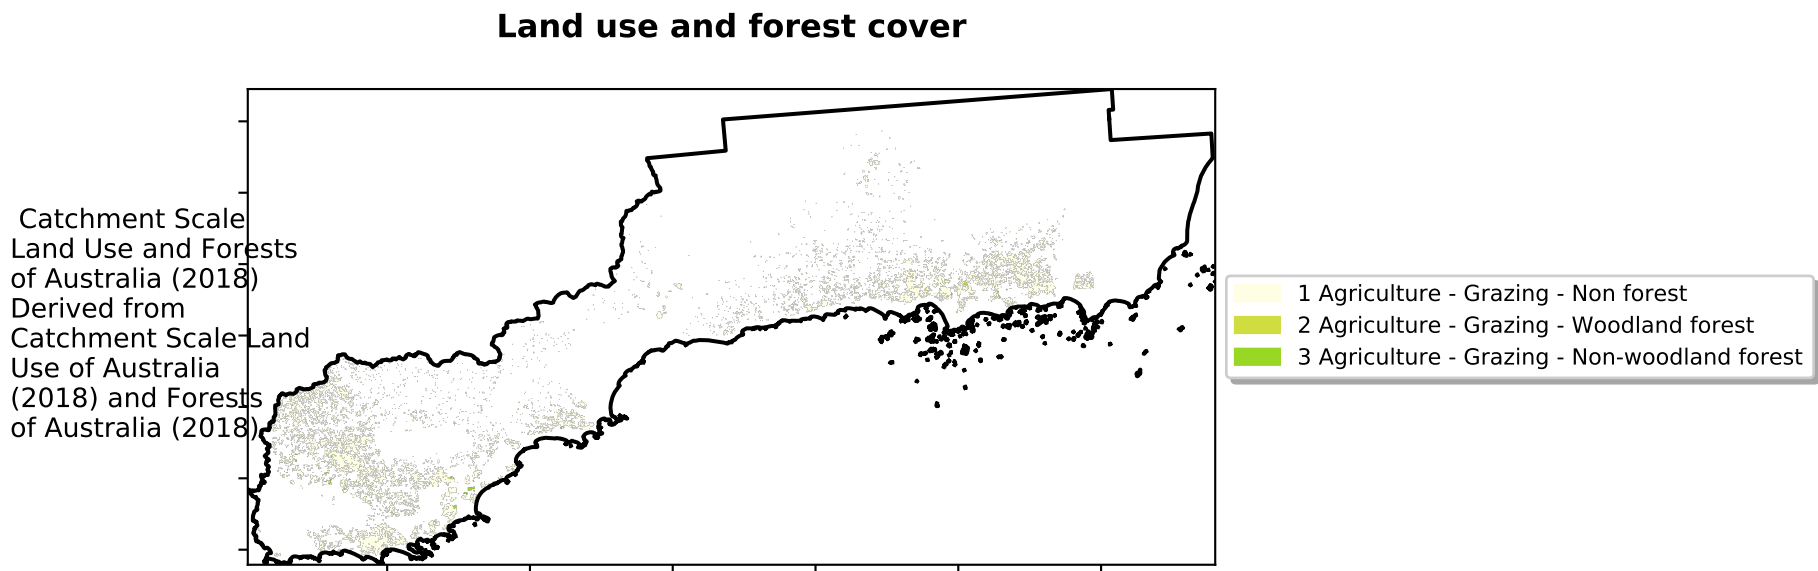 Land use and forest cover
Catchment Scale
Land Use and Forests
of Australia (2018)
Derived from
Catchment Scale Land
Use of Australia
(2018) and Forests
of Australia (2018)
1 Agriculture - Grazing - Non forest
2 Agriculture - Grazing - Woodland forest
3 Agriculture - Grazing - Non-woodland forest